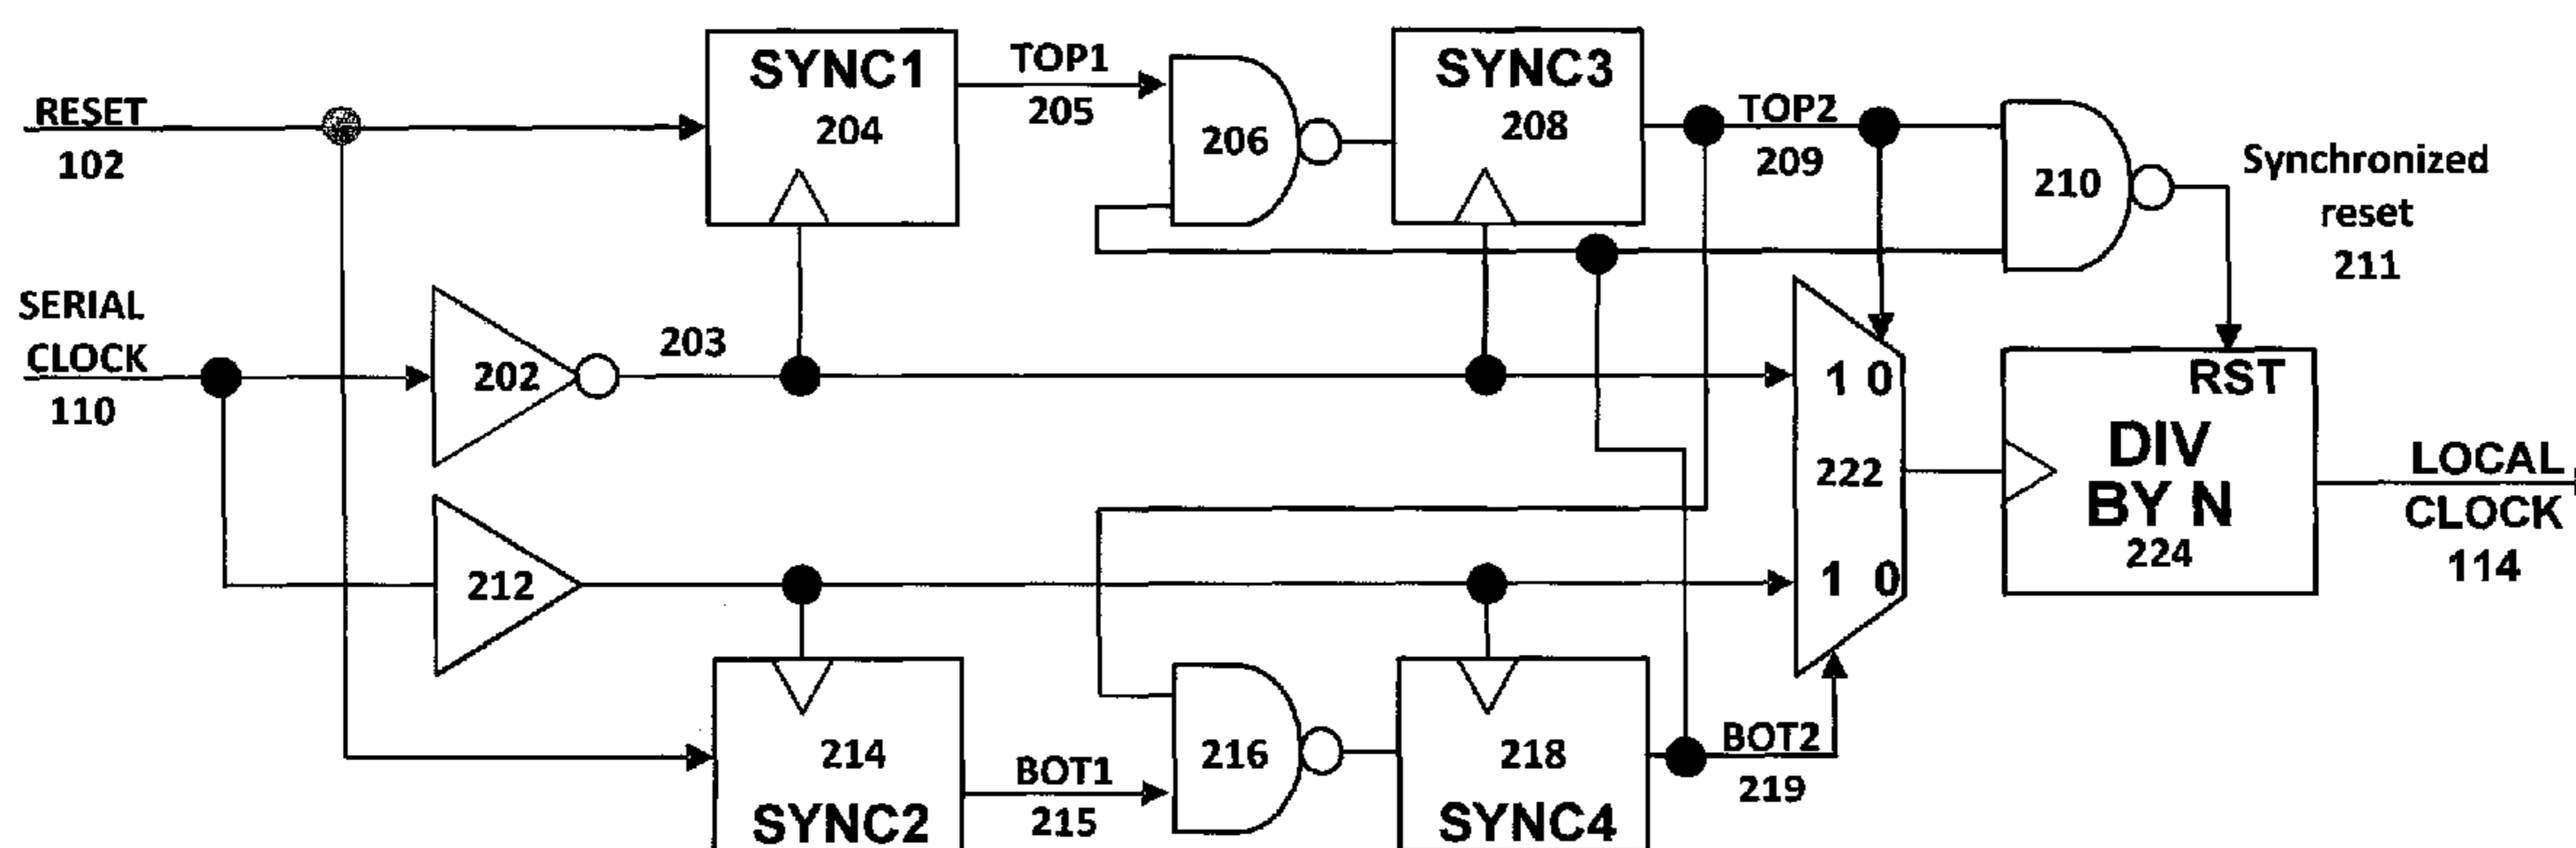 RESET
102
SERIAL
CLOCK
110
202
203
212
SYNC1
204
TOP1
205
206
SYNC3
208
TOP2
209
210
Synchronized
reset
211
1 0
222
1 0
RST
DIV
BY N
224
LOCAL
CLOCK
114
214
SYNC2
BOT1
215
216
218
SYNC4
BOT2
219